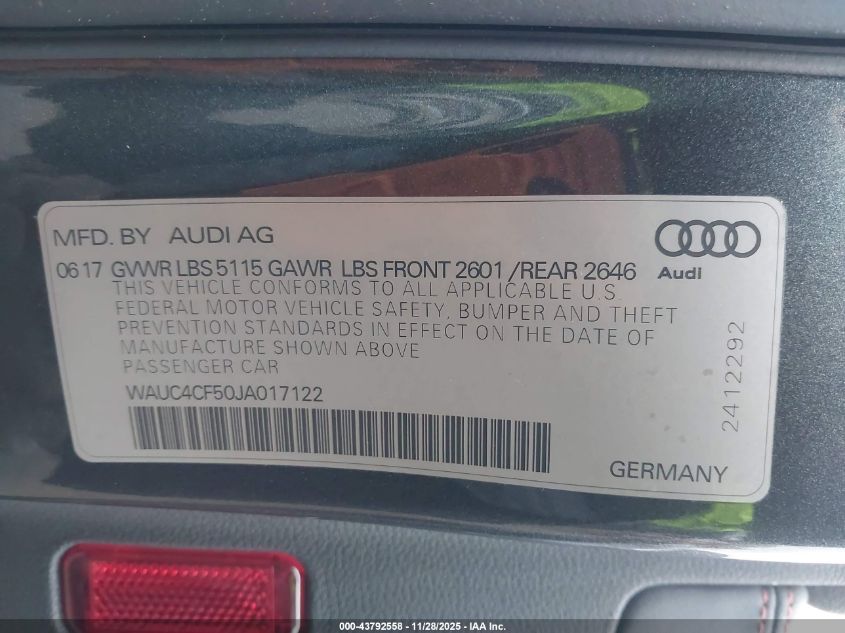 MFD. BY AUDI AG
0617 GVWR LBS 5115 GAWR LBS FRONT 2601 /REAR 2646
Audi
THIS VEHICLE CONFORMS TO ALL APPLICABLE U.S.
FEDERAL MOTOR VEHICLE SAFETY, BUMPER AND THEFT
PREVENTION STANDARDS IN EFFECT ON THE DATE OF
MANUFACTURE SHOWN ABOVE
PASSENGER CAR
WAUC4CF50JA017122
2412292
GERMANY
000-43792558 - 11/28/2025 - IAA Inc.